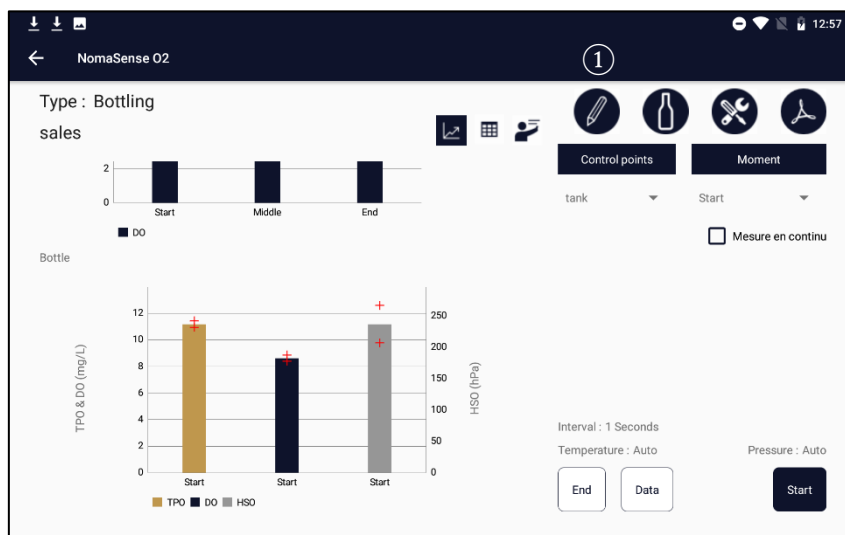 12:57
NomaSense O2
①
Type : Bottling
sales
Control points
Moment
tank
Start
Mesure en continu
2
0
Start Middle End
DO
Bottle
TPO & DO (mg/L)
12
10
8
6
4
2
0
250
200
150
100
50
0
HSO (hPa)
Start Start Start
TPO DO HSO
Interval : 1 Seconds
Temperature : Auto
Pressure : Auto
End
Data
Start